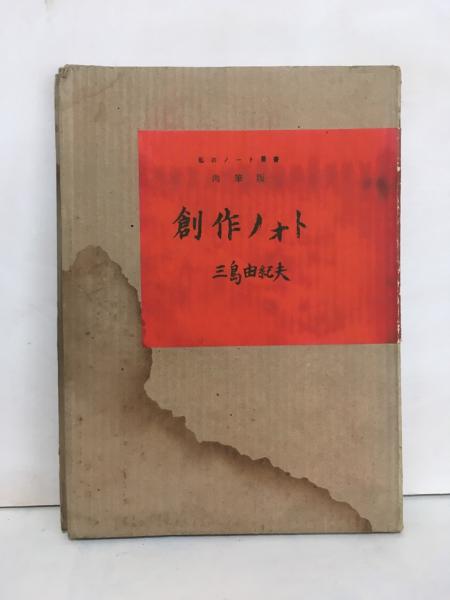 私のノート叢書
肉筆版
創作ノオト
三島由紀夫